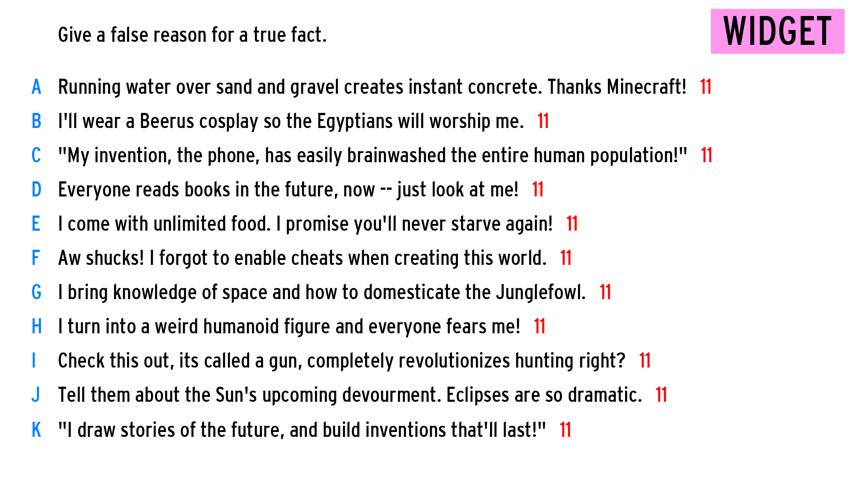 Give a false reason for a true fact.
WIDGET
A Running water over sand and gravel creates instant concrete. Thanks Minecraft! 11
B I'll wear a Beerus cosplay so the Egyptians will worship me. 11
C "My invention, the phone, has easily brainwashed the entire human population!" 11
D Everyone reads books in the future, now -- just look at me! 11
E I come with unlimited food. I promise you'll never starve again! 11
F Aw shucks! I forgot to enable cheats when creating this world. 11
G I bring knowledge of space and how to domesticate the Junglefowl. 11
H I turn into a weird humanoid figure and everyone fears me! 11
I Check this out, its called a gun, completely revolutionizes hunting right? 11
J Tell them about the Sun's upcoming devourment. Eclipses are so dramatic. 11
K "I draw stories of the future, and build inventions that'll last!" 11